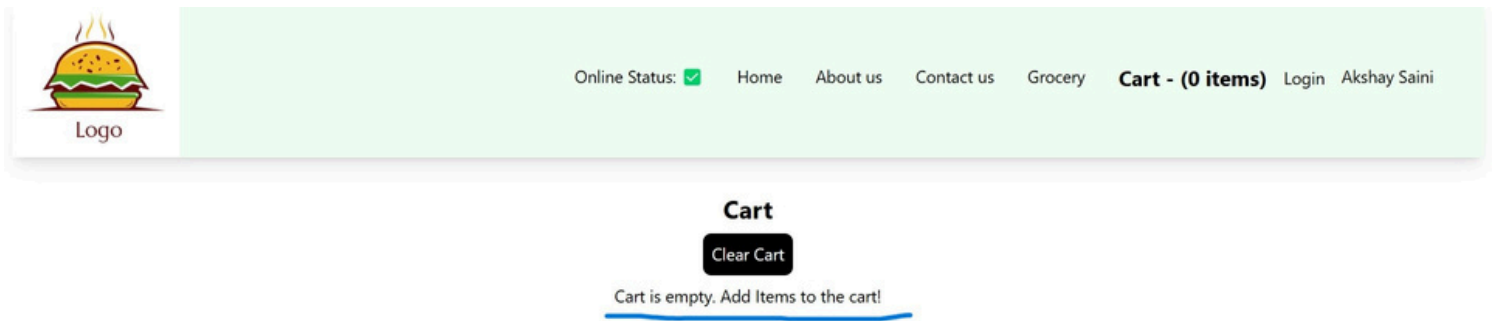 Logo
Online Status: ✅ Home About us Contact us Grocery Cart - (0 items) Login Akshay Saini
Cart
Clear Cart
Cart is empty. Add Items to the cart!